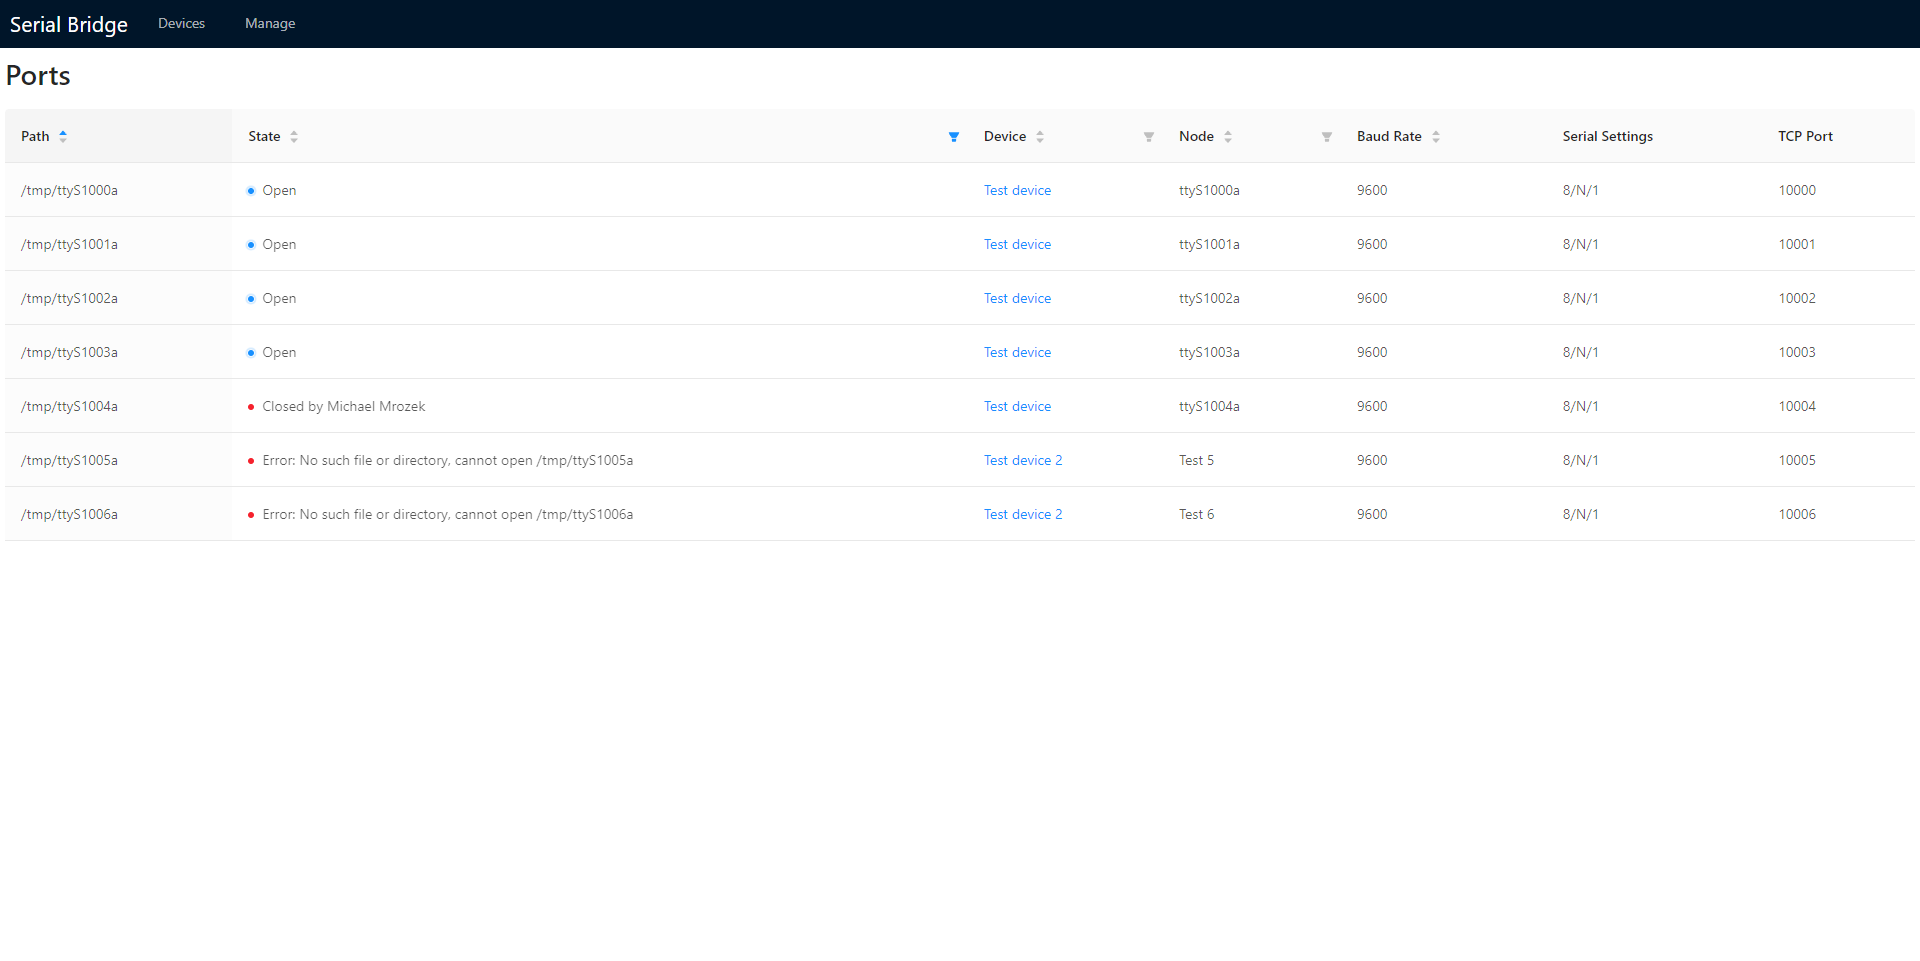 Serial Bridge Devices Manage
Ports
Path State Device Node Baud Rate Serial Settings TCP Port
/tmp/ttyS1000a Open Test device ttyS1000a 9600 8/N/1 10000
/tmp/ttyS1001a Open Test device ttyS1001a 9600 8/N/1 10001
/tmp/ttyS1002a Open Test device ttyS1002a 9600 8/N/1 10002
/tmp/ttyS1003a Open Test device ttyS1003a 9600 8/N/1 10003
/tmp/ttyS1004a Closed by Michael Mrozek Test device ttyS1004a 9600 8/N/1 10004
/tmp/ttyS1005a Error: No such file or directory, cannot open /tmp/ttyS1005a Test device 2 Test 5 9600 8/N/1 10005
/tmp/ttyS1006a Error: No such file or directory, cannot open /tmp/ttyS1006a Test device 2 Test 6 9600 8/N/1 10006